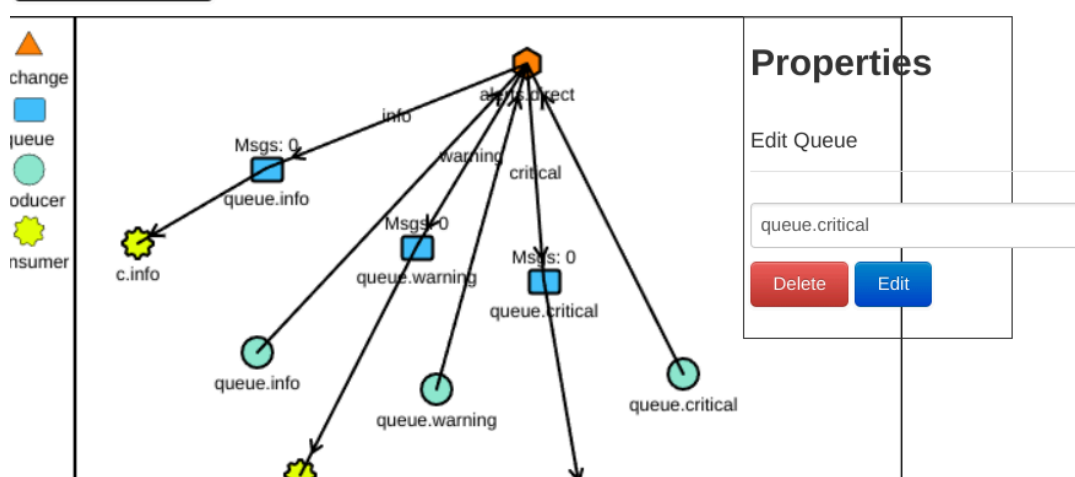 change
queue
oducer
nsumer
alerts.direct
info
warning
critical
Msgs: 0
queue.info
c.info
Msgs: 0
queue.warning
Msgs: 0
queue.critical
queue.info
queue.warning
queue.critical
Properties
Edit Queue
queue.critical
Delete Edit